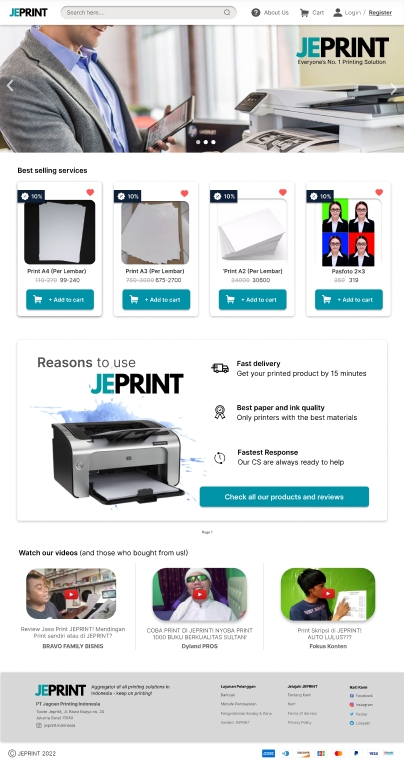 JEPRINT
Search here...
About Us
Cart
Login / Register
JEPRINT
Everyone's No. 1 Printing Solution
Best selling services
10%
10%
10%
10%
Print A4 (Per Lembar)
110-270 99-240
+ Add to cart
Print A3 (Per Lembar)
750-3000 675-2700
+ Add to cart
'Print A2 (Per Lembar)
34000 30600
+ Add to cart
Pasfoto 2x3
350 319
+ Add to cart
Reasons to use
JEPRINT
Fast delivery
Get your printed product by 15 minutes
Best paper and ink quality
Only printers with the best materials
Fastest Response
Our CS are always ready to help
Check all our products and reviews
Page 1
Watch our videos (and those who bought from us!)
Review Jasa Print JEPRINT! Mendingan
Print sendiri atau di JEPRINT?
BRAVO FAMILY BISNIS
COBA PRINT DI JEPRINT! NYOBA PRINT
1000 BUKU BERKUALITAS SULTAN!
Dyland PROS
Print Skripsi di JEPRINT!
AUTO LULUS???
Fokus Konten
JEPRINT
Aggregator of all printing solutions in
Indonesia - keep on printing!
PT Jagoan Printing Indonesia
Jakarta Barat 11540
jeprint.indonesia
Layanan Pelanggan
Bantuan
Metode Pembayaran
Pengembalian Barang & Dana
Kontak JEPRINT
Jelajahi JEPRINT
Tentang Kami
Karir
Terms of Service
Privacy Policy
Ikuti Kami
Facebook
Instagram
Twitter
LinkedIn
© JEPRINT 2022
VISA